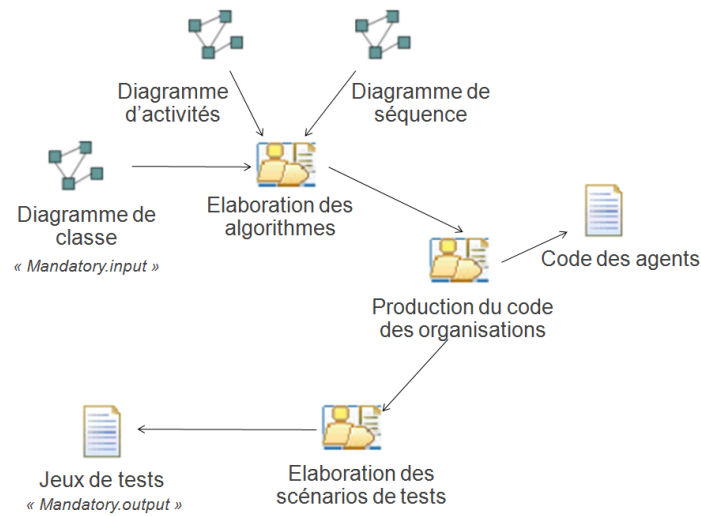 Diagramme
d’activités
Diagramme de
séquence
Diagramme de
classe
« Mandatory.input »
Elaboration des
algorithmes
Code des agents
Production du code
des organisations
Jeux de tests
« Mandatory.output »
Elaboration des
scénarios de tests